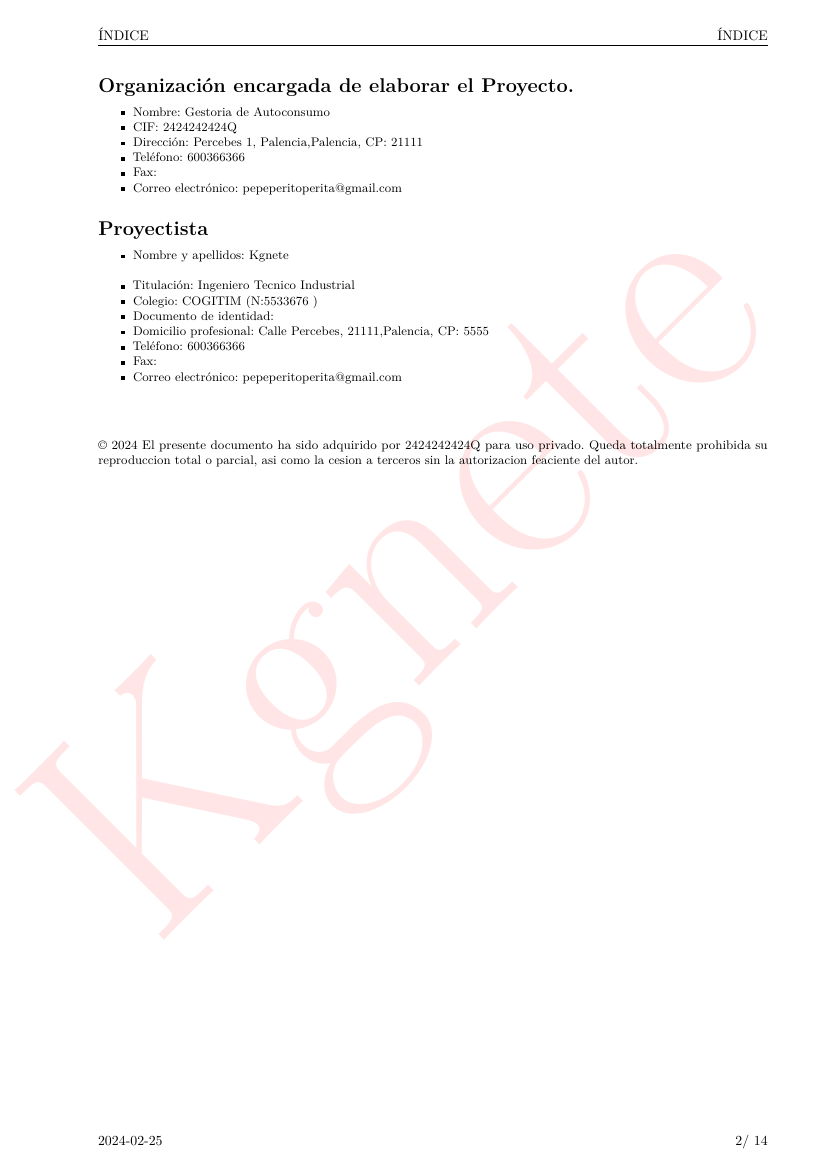 ÍNDICE ÍNDICE
Organización encargada de elaborar el Proyecto.
▪ Nombre: Gestoria de Autoconsumo
▪ CIF: 2424242424Q
▪ Dirección: Percebes 1, Palencia,Palencia, CP: 21111
▪ Teléfono: 600366366
▪ Fax:
▪ Correo electrónico: pepeperitoperita@gmail.com
Proyectista
▪ Nombre y apellidos: Kgnete
▪ Titulación: Ingeniero Tecnico Industrial
▪ Colegio: COGITIM (N:5533676 )
▪ Documento de identidad:
▪ Domicilio profesional: Calle Percebes, 21111,Palencia, CP: 5555
▪ Teléfono: 600366366
▪ Fax:
▪ Correo electrónico: pepeperitoperita@gmail.com
© 2024 El presente documento ha sido adquirido por 2424242424Q para uso privado. Queda totalmente prohibida su
reproduccion total o parcial, asi como la cesion a terceros sin la autorizacion feaciente del autor.
Kgnete
2024-02-25 2/ 14